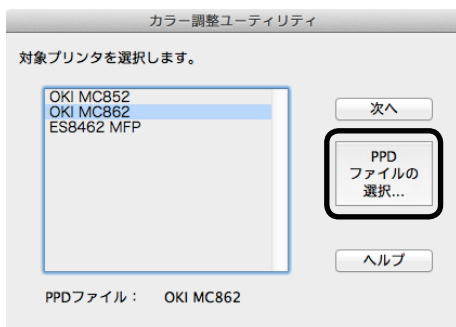 カラー調整ユーティリティ
対象プリンタを選択します。
OKI MC852
OKI MC862
ES8462 MFP
次へ
PPD
ファイルの
選択...
ヘルプ
PPDファイル： OKI MC862